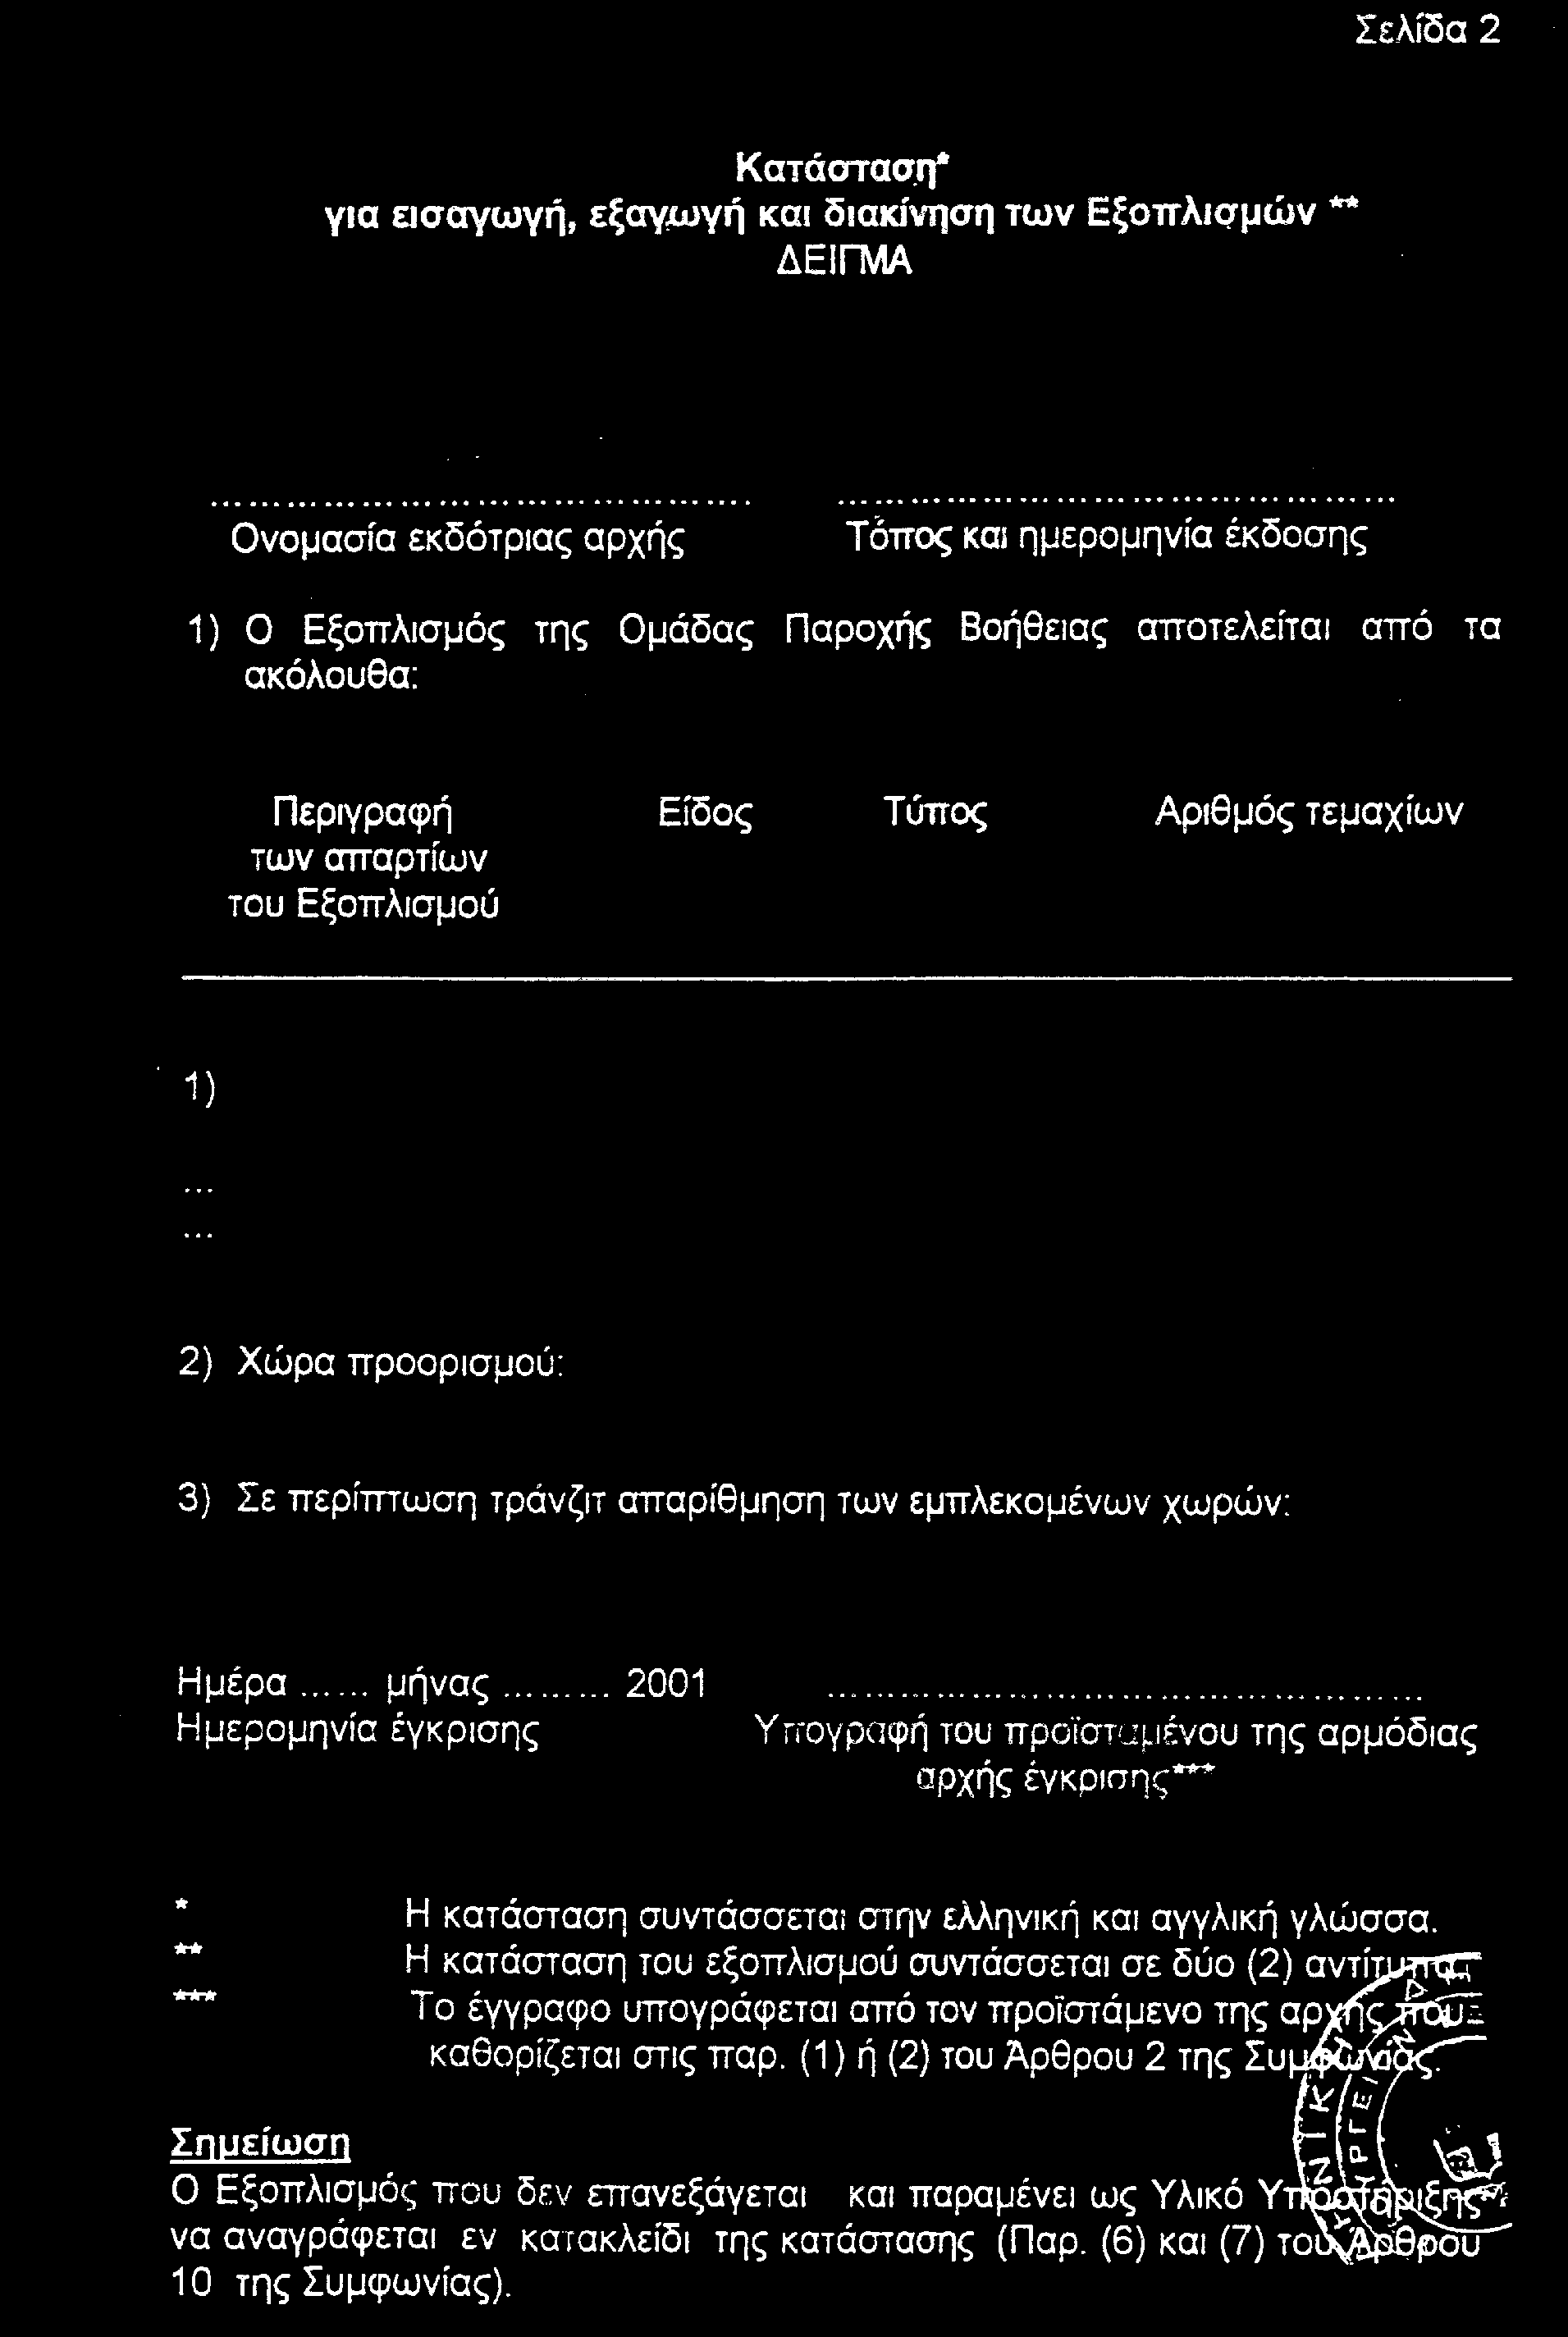 Σελίδα 2
Κατάσταση*
για εισαγωγή, εξαγωγή και διακίνηση των Εξοπλισμών **
ΔΕΙΓΜΑ
............................................ ............................................
Ονομασία εκδότριας αρχής Τόπος και ημερομηνία έκδοσης
1) Ο Εξοπλισμός της Ομάδας Παροχής Βοήθειας αποτελείται από τα
ακόλουθα:
Περιγραφή Είδος Τύπος Αριθμός τεμαχίων
των απαρτίων
του Εξοπλισμού
1)
...
...
2) Χώρα προορισμού:
3) Σε περίπτωση τράνζιτ απαρίθμηση των εμπλεκομένων χωρών:
Ημέρα ...... μήνας ......... 2001 ................................................
Ημερομηνία έγκρισης Υπογραφή του προϊσταμένου της αρμόδιας
αρχής έγκρισης***
* Η κατάσταση συντάσσεται στην ελληνική και αγγλική γλώσσα.
** Η κατάσταση του εξοπλισμού συντάσσεται σε δύο (2) αντίτυπα.
*** Το έγγραφο υπογράφεται από τον προϊστάμενο της αρχής που
καθορίζεται στις παρ. (1) ή (2) του Άρθρου 2 της Συμφωνίας.
Σημείωση
Ο Εξοπλισμός που δεν επανεξάγεται και παραμένει ως Υλικό Υποστήριξης
να αναγράφεται εν κατακλείδι της κατάστασης (Παρ. (6) και (7) του Άρθρου
10 της Συμφωνίας).